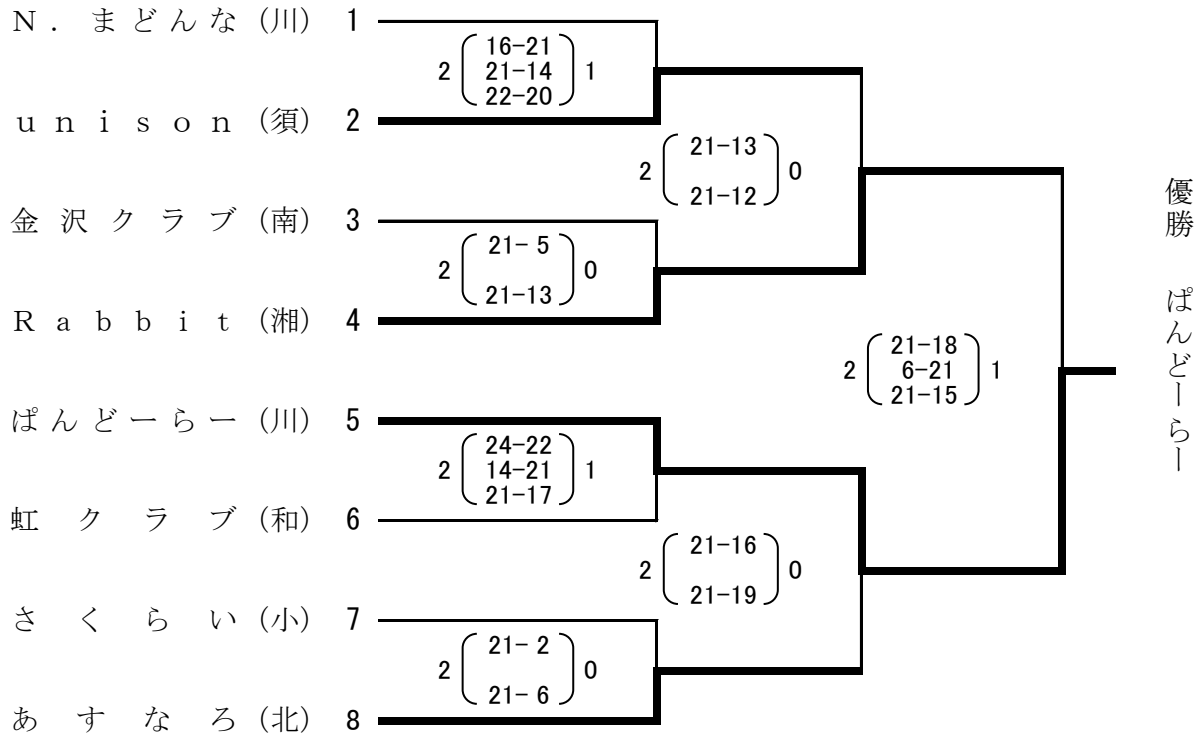 N．まどんな（川） 1
2 16-21 1
21-14
22-20
unison（須） 2
2 21-13 0
21-12
金沢クラブ（南） 3
2 21- 5 0
21-13
Rabbit（湘） 4
2 21-18 1
6-21
21-15
優勝 ぱんどーらー
ぱんどーらー（川） 5
2 24-22 1
14-21
21-17
虹クラブ（和） 6
2 21-16 0
21-19
さくらい（小） 7
2 21- 2 0
21- 6
あすなろ（北） 8